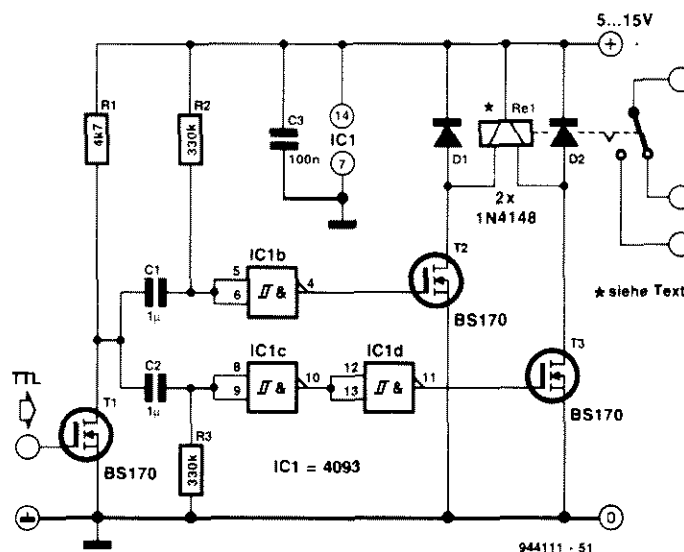 5...15V
+
R1
4k7
R2
330k
C3
100n
14
IC1
7
*
Re1
D1
D2
2x
1N4148
IC1b
5
6
&
4
T2
BS170
* siehe Text
C1
1µ
IC1c
8
9
&
10
IC1d
12
13
&
11
T3
BS170
C2
1µ
TTL
T1
BS170
R3
330k
IC1 = 4093
0
944111 - 51